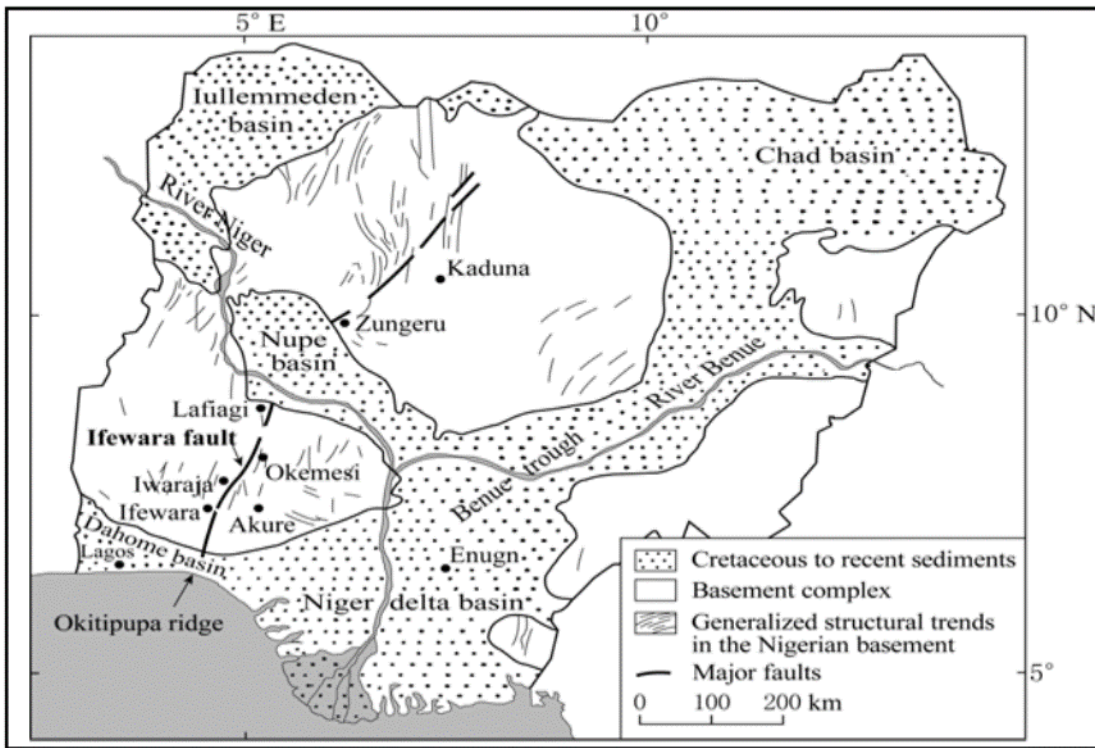 5° E
10°
Iullemmeden
basin
Chad basin
River Niger
Kaduna
10° N
Zungeru
Nupe
basin
River Benue
Lafiagi
Ifewara fault
Okemesi
Benue trough
Iwaraja
Ifewara
Akure
Dahome basin
Lagos
Enugn
Okitipupa ridge
Niger delta basin
Cretaceous to recent sediments
Basement complex
Generalized structural trends
in the Nigerian basement
Major faults
5°
0 100 200 km